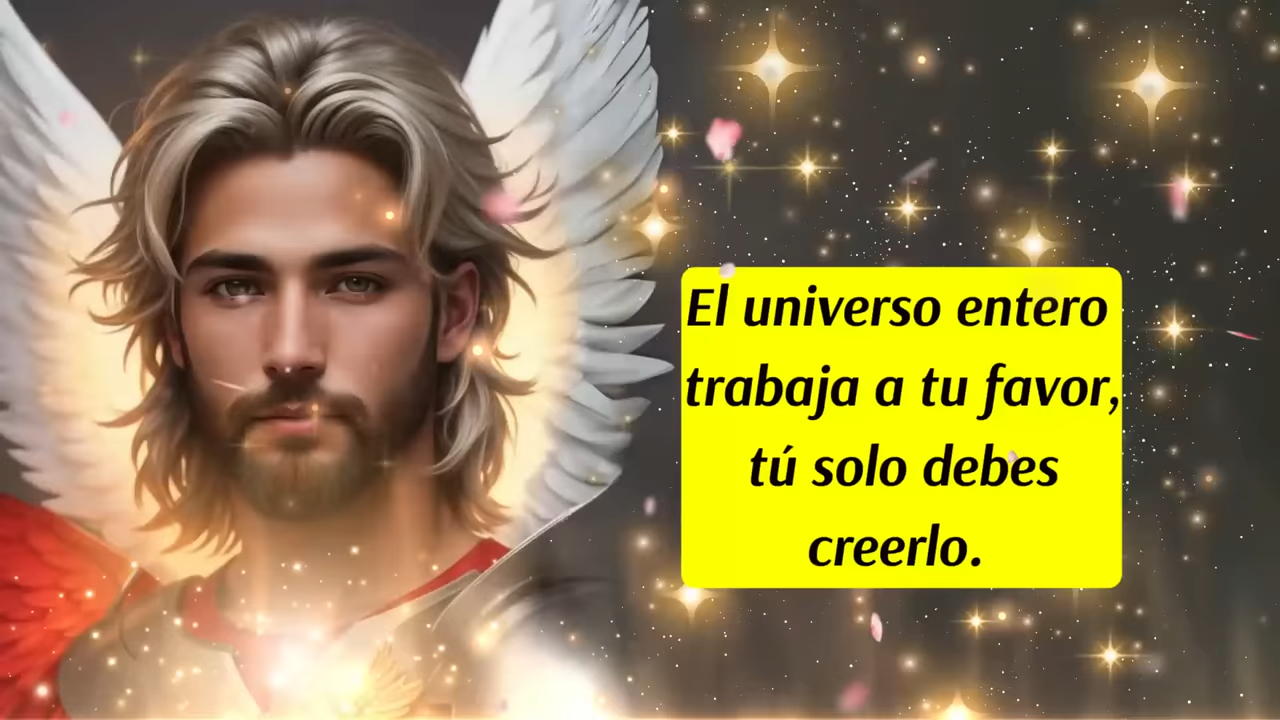 El universo entero
trabaja a tu favor,
tú solo debes
creerlo.